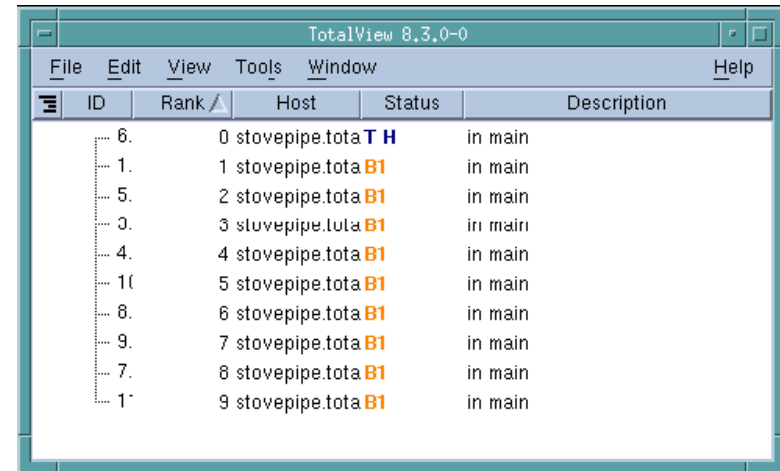 TotalView 8.3.0-0
File Edit View Tools Window Help
ID Rank Host Status Description
6. 0 stovepipe.tota T H in main
1. 1 stovepipe.tota B1 in main
5. 2 stovepipe.tota B1 in main
3. 3 stovepipe.tota B1 in main
4. 4 stovepipe.tota B1 in main
10 5 stovepipe.tota B1 in main
8. 6 stovepipe.tota B1 in main
9. 7 stovepipe.tota B1 in main
7. 8 stovepipe.tota B1 in main
9 stovepipe.tota B1 in main